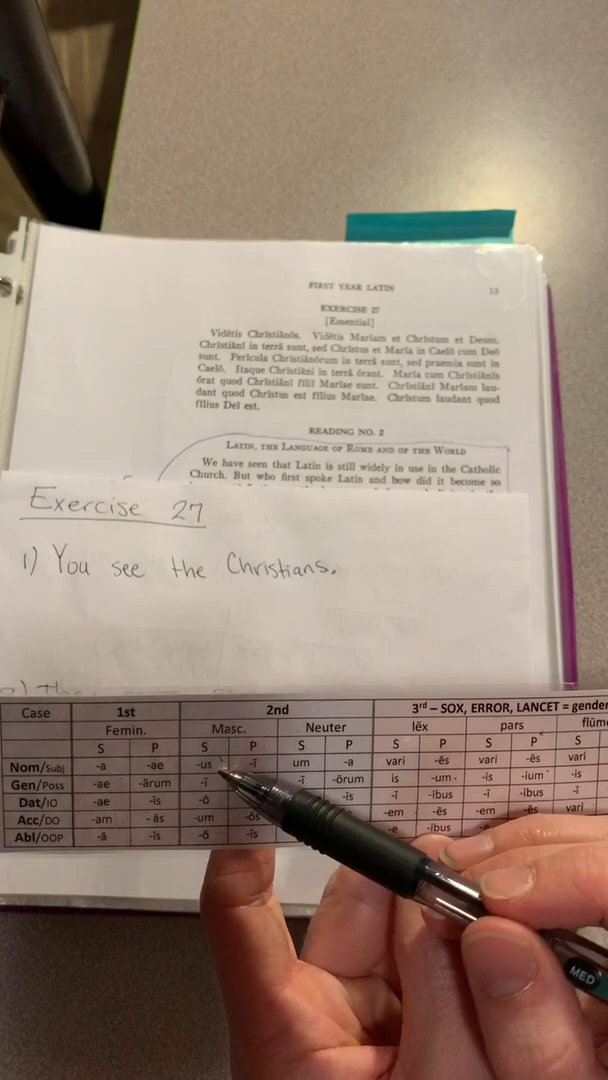 FIRST YEAR LATIN 13
EXERCISE 27
[Essential]
Vidētis Christiānōs. Vidētis Mariam et Christum et Deum.
Christiānī in terrā sunt, sed Christus et Maria in Caelō cum Deō
sunt. Perīcula Christiānōrum in terrā sunt, sed praemia sunt in
Caelō. Itaque Christiānī in terrā ōrant. Maria cum Christiānīs
ōrat quod Christiānī fīliī Marīae sunt. Christiānī Mariam lau-
dant quod Christus est fīlius Marīae. Christum laudant quod
fīlius Deī est.
READING NO. 2
LATIN, THE LANGUAGE OF ROME AND OF THE WORLD
We have seen that Latin is still widely in use in the Catholic
Church. But who first spoke Latin and how did it become so
Exercise 27
1) You see the Christians.
Case 1st 2nd 3rd – SOX, ERROR, LANCET = gender
Femin. Masc. Neuter lēx pars flūm
S P S P S P S P S P S
Nom/Subj -a -ae -us -ī um -a vari -ēs vari -ēs vari
Gen/Poss -ae -ārum -ī -ī -ōrum is -um -is -ium -is
Dat/IO -ae -īs -ō -īs -ī -ibus -ī -ibus -ī
Acc/DO -am -ās -um -ōs -em -ēs -em -ēs vari
Abl/OOP -ā -īs -ō -īs -e -ibus
MED